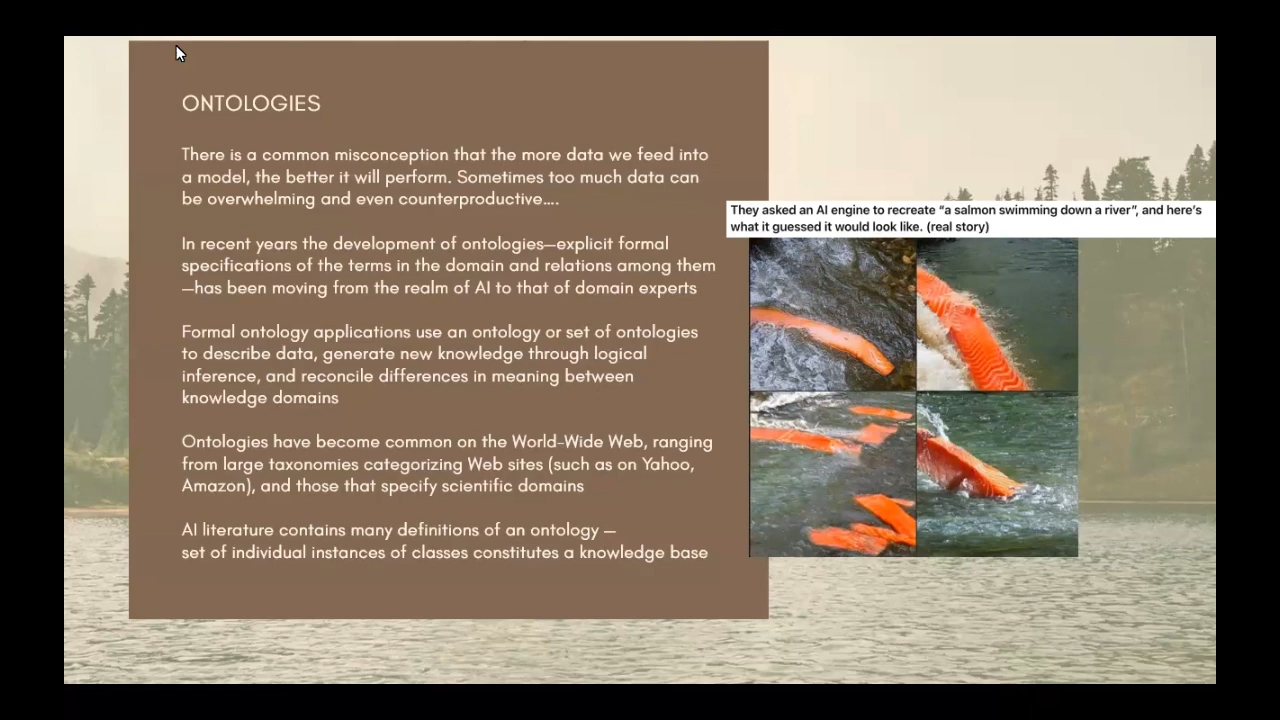 ONTOLOGIES
There is a common misconception that the more data we feed into
a model, the better it will perform. Sometimes too much data can
be overwhelming and even counterproductive....
In recent years the development of ontologies—explicit formal
specifications of the terms in the domain and relations among them
—has been moving from the realm of AI to that of domain experts
Formal ontology applications use an ontology or set of ontologies
to describe data, generate new knowledge through logical
inference, and reconcile differences in meaning between
knowledge domains
Ontologies have become common on the World-Wide Web, ranging
from large taxonomies categorizing Web sites (such as on Yahoo,
Amazon), and those that specify scientific domains
AI literature contains many definitions of an ontology —
set of individual instances of classes constitutes a knowledge base
They asked an AI engine to recreate “a salmon swimming down a river”, and here’s
what it guessed it would look like. (real story)